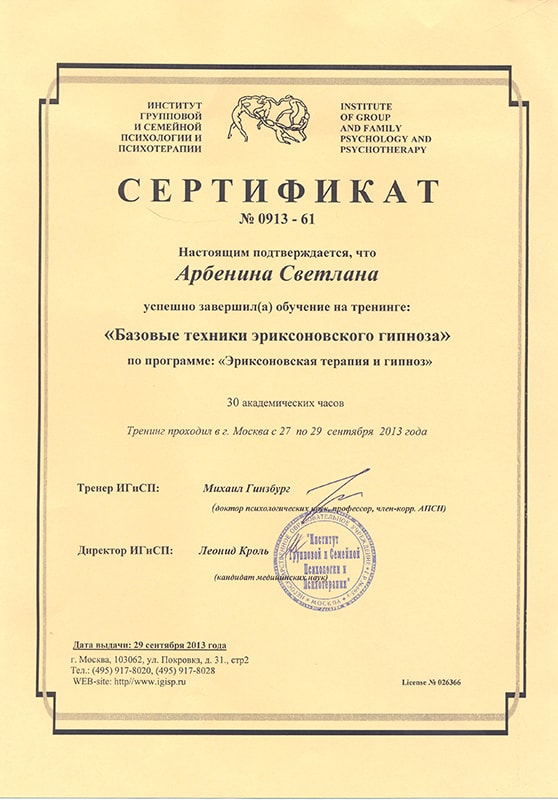 ИНСТИТУТ
ГРУППОВОЙ
И СЕМЕЙНОЙ
ПСИХОЛОГИИ И
ПСИХОТЕРАПИИ
INSTITUTE
OF GROUP
AND FAMILY
PSYCHOLOGY AND
PSYCHOTHERAPY
СЕРТИФИКАТ
№ 0913 - 61
Настоящим подтверждается, что
Арбенина Светлана
успешно завершил(а) обучение на тренинге:
«Базовые техники эриксоновского гипноза»
по программе: «Эриксоновская терапия и гипноз»
30 академических часов
Тренинг проходил в г. Москва с 27 по 29 сентября 2013 года
Тренер ИГиСП: Михаил Гинзбург
(доктор психологических наук, профессор, член-корр. АПСН)
Директор ИГиСП: Леонид Кроль
(кандидат медицинских наук)
"Институт
Групповой и Семейной
Психологии и
Психотерапии"
МОСКВА
Дата выдачи: 29 сентября 2013 года
г. Москва, 103062, ул. Покровка, д. 31., стр2
Тел.: (495) 917-8020, (495) 917-8028
WEB-site: http//www.igisp.ru
License № 026366